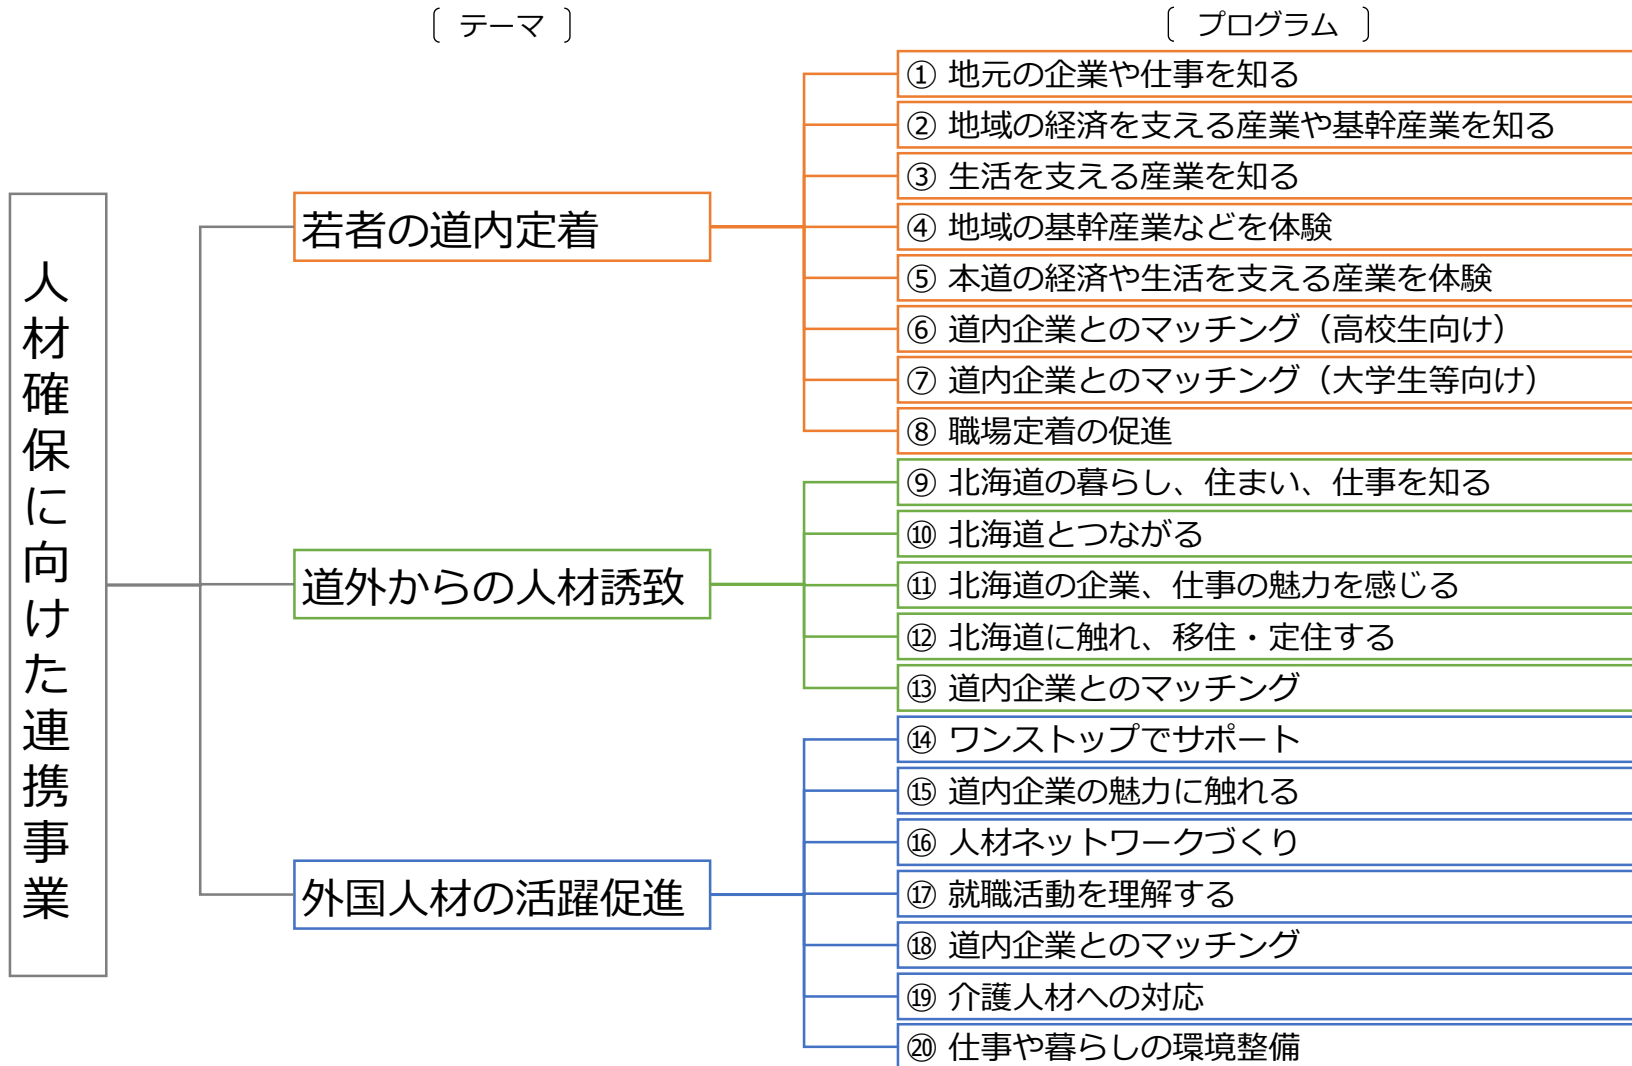 〔 テーマ 〕
〔 プログラム 〕
人材確保に向けた連携事業
若者の道内定着
① 地元の企業や仕事を知る
② 地域の経済を支える産業や基幹産業を知る
③ 生活を支える産業を知る
④ 地域の基幹産業などを体験
⑤ 本道の経済や生活を支える産業を体験
⑥ 道内企業とのマッチング（高校生向け）
⑦ 道内企業とのマッチング（大学生等向け）
⑧ 職場定着の促進
道外からの人材誘致
⑨ 北海道の暮らし、住まい、仕事を知る
⑩ 北海道とつながる
⑪ 北海道の企業、仕事の魅力を感じる
⑫ 北海道に触れ、移住・定住する
⑬ 道内企業とのマッチング
外国人材の活躍促進
⑭ ワンストップでサポート
⑮ 道内企業の魅力に触れる
⑯ 人材ネットワークづくり
⑰ 就職活動を理解する
⑱ 道内企業とのマッチング
⑲ 介護人材への対応
⑳ 仕事や暮らしの環境整備